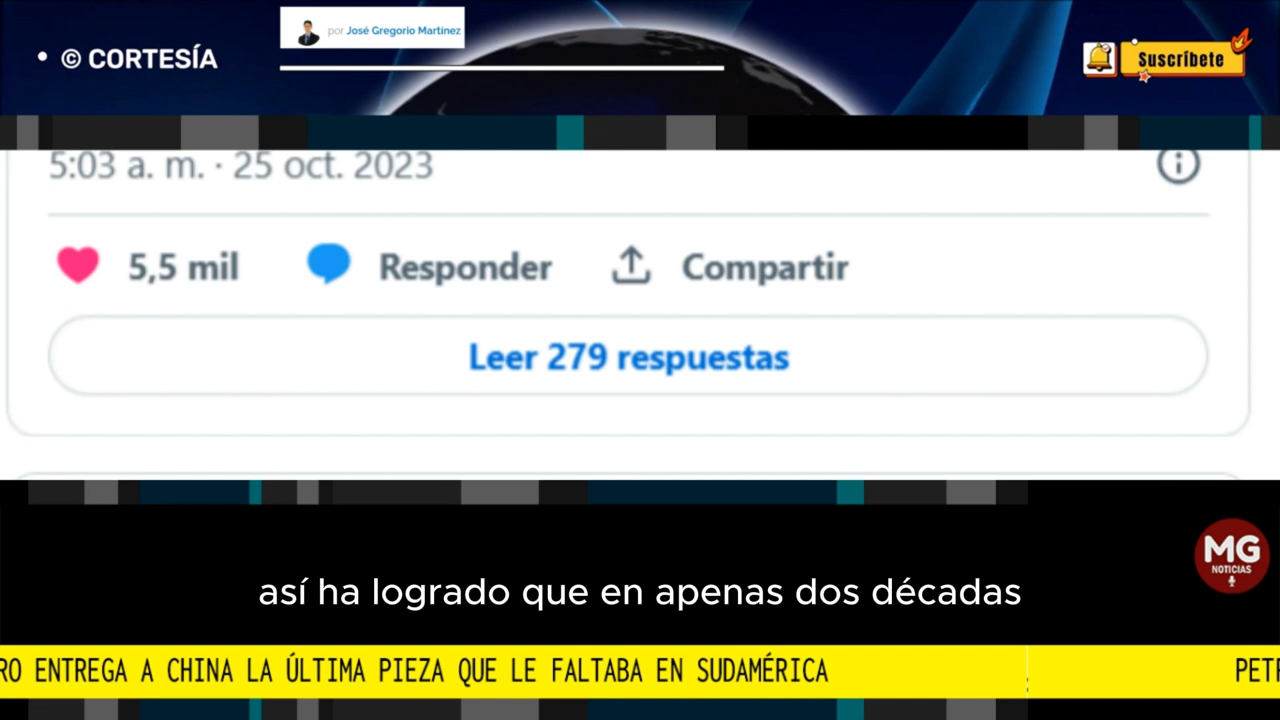 • © CORTESÍA
por José Gregorio Martínez
Suscríbete
5:03 a. m. · 25 oct. 2023
5,5 mil
Responder
Compartir
Leer 279 respuestas
MG
NOTICIAS
así ha logrado que en apenas dos décadas
RO ENTREGA A CHINA LA ÚLTIMA PIEZA QUE LE FALTABA EN SUDAMÉRICA